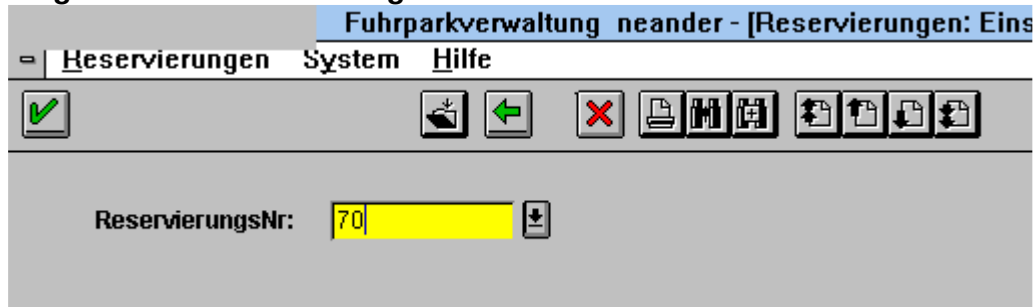 Fuhrparkverwaltung neander - [Reservierungen: Eins
Reservierungen System Hilfe
ReservierungsNr: 70